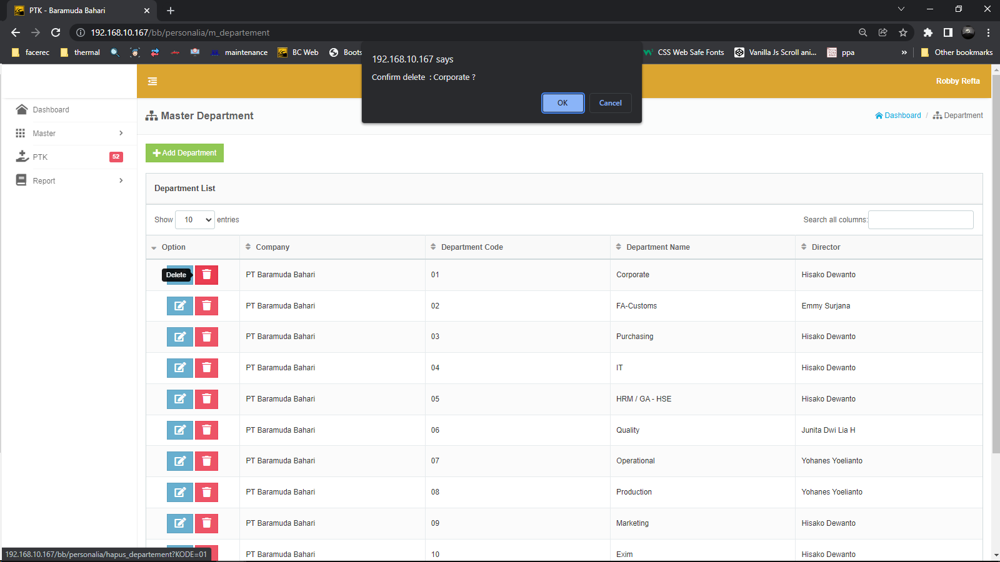 PTK - Baramuda Bahari
192.168.10.167/bb/personalia/m_departement
facerec thermal maintenance BC Web Boots CSS Web Safe Fonts Vanilla Js Scroll ani... ppa » Other bookmarks
192.168.10.167 says
Confirm delete : Corporate ?
OK Cancel
Robby Refta
Dashboard
Master
PTK 52
Report
Master Department
Dashboard / Department
Add Department
Department List
Show 10 entries
Search all columns:
Option Company Department Code Department Name Director
Delete PT Baramuda Bahari 01 Corporate Hisako Dewanto
PT Baramuda Bahari 02 FA-Customs Emmy Surjana
PT Baramuda Bahari 03 Purchasing Hisako Dewanto
PT Baramuda Bahari 04 IT Hisako Dewanto
PT Baramuda Bahari 05 HRM / GA - HSE Hisako Dewanto
PT Baramuda Bahari 06 Quality Junita Dwi Lia H
PT Baramuda Bahari 07 Operational Yohanes Yoelianto
PT Baramuda Bahari 08 Production Yohanes Yoelianto
PT Baramuda Bahari 09 Marketing Hisako Dewanto
PT Baramuda Bahari 10 Exim Hisako Dewanto
192.168.10.167/bb/personalia/hapus_departement?KODE=01